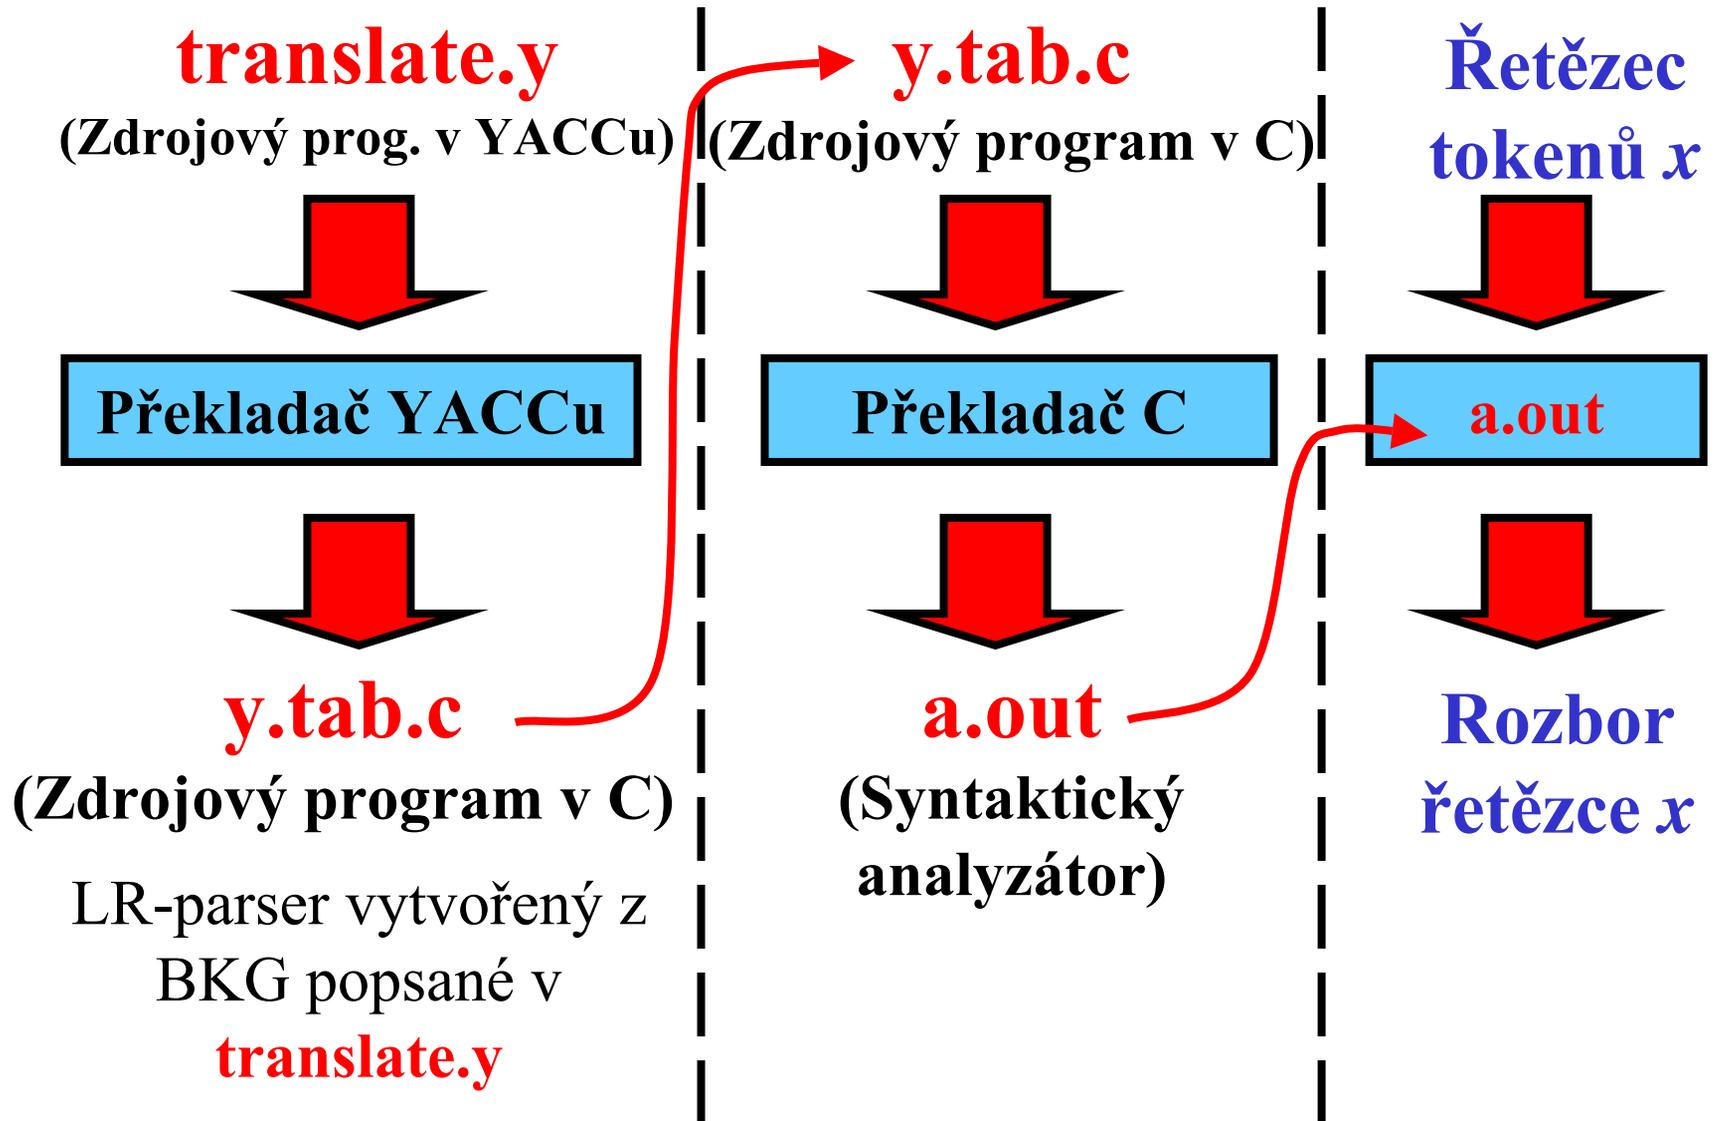 translate.y
(Zdrojový prog. v YACCu)
Překladač YACCu
y.tab.c
(Zdrojový program v C)
LR-parser vytvořený z
BKG popsané v
translate.y
y.tab.c
(Zdrojový program v C)
Překladač C
a.out
(Syntaktický
analyzátor)
Řetězec
tokenů x
a.out
Rozbor
řetězce x